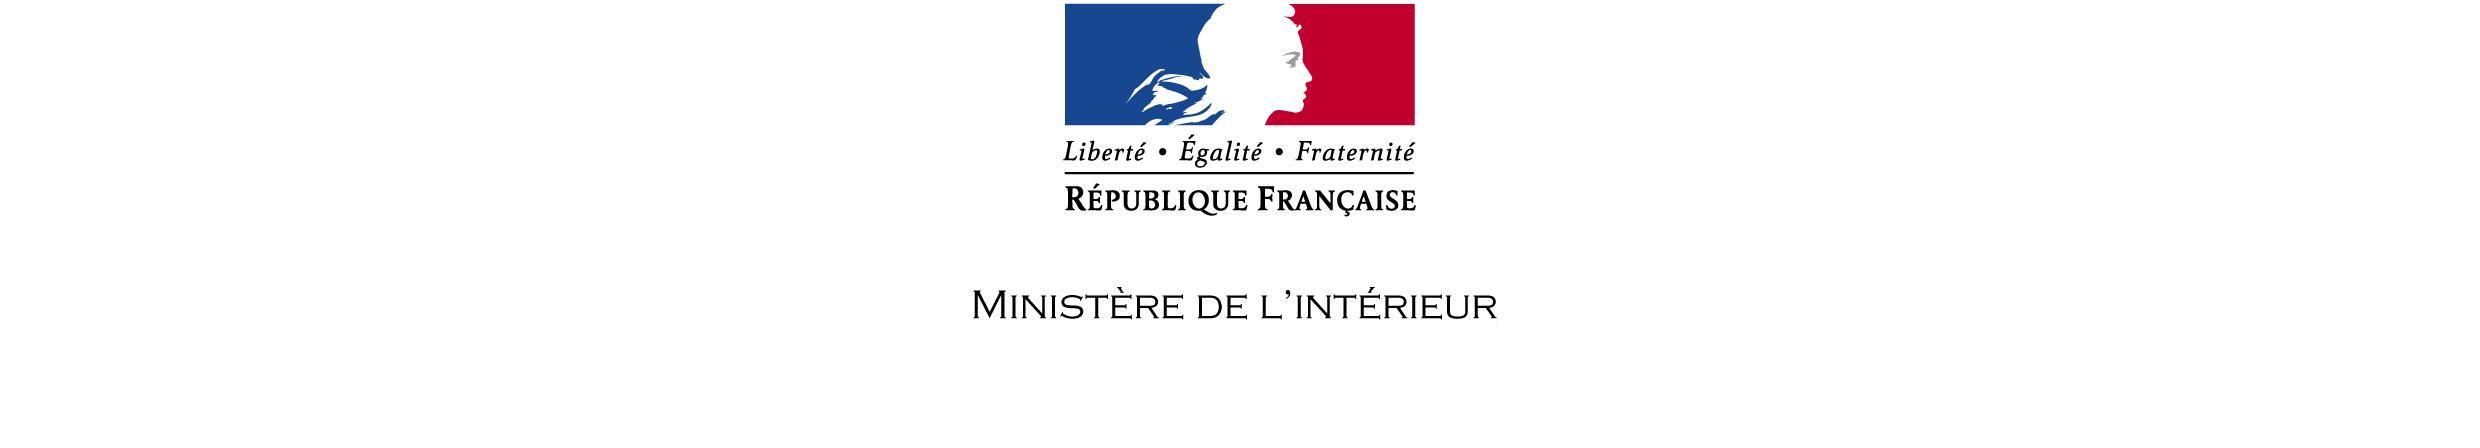 Liberté • Égalité • Fraternité
RÉPUBLIQUE FRANÇAISE
MINISTÈRE DE L'INTÉRIEUR